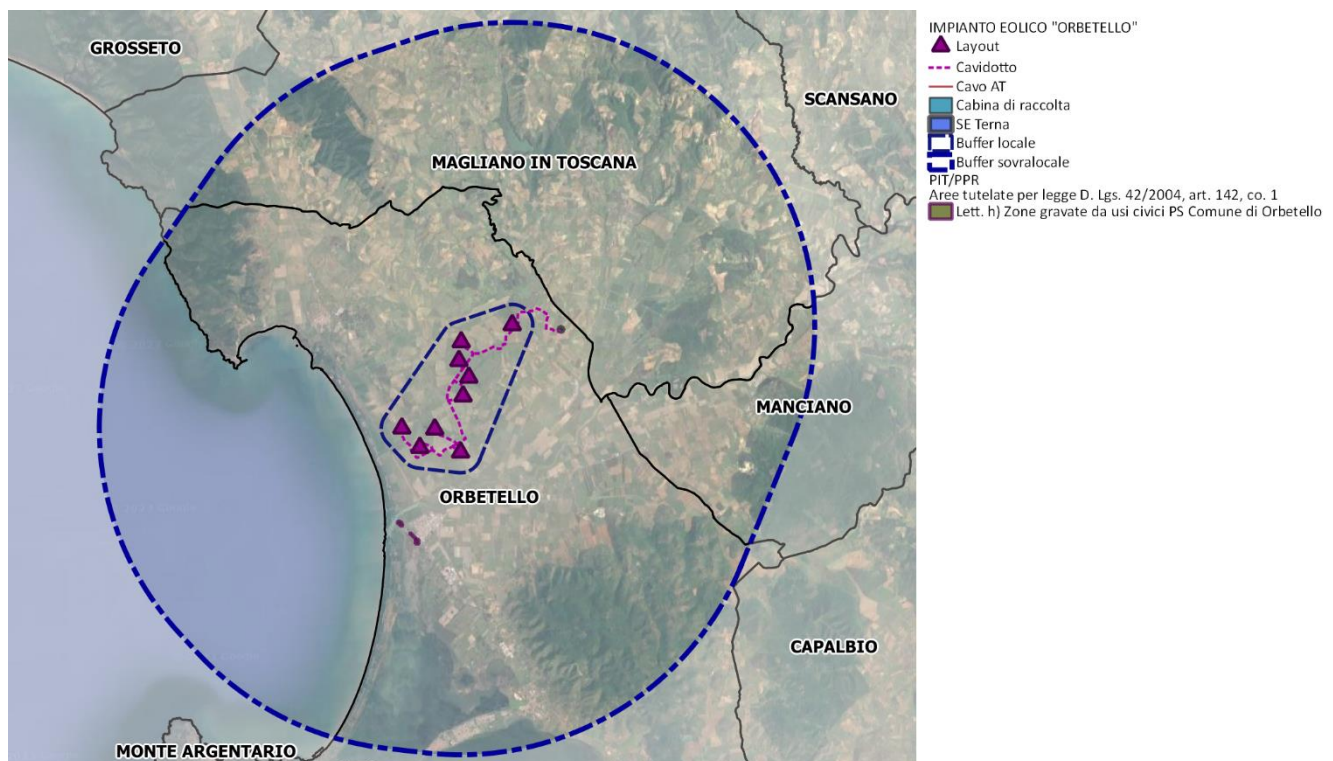 GROSSETO
SCANSANO
MAGLIANO IN TOSCANA
MANCIANO
ORBETELLO
CAPALBIO
MONTE ARGENTARIO
IMPIANTO EOLICO "ORBETELLO"
Layout
Cavidotto
Cavo AT
Cabina di raccolta
SE Terna
Buffer locale
Buffer sovralocale
PIT/PPR
Aree tutelate per legge D. Lgs. 42/2004, art. 142, co. 1
Lett. h) Zone gravate da usi civici PS Comune di Orbetello